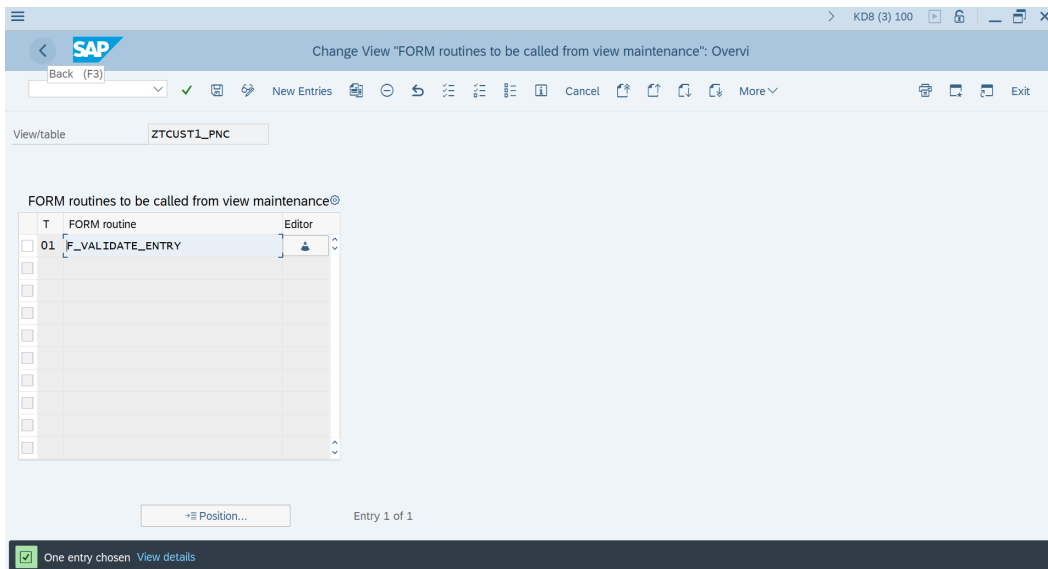 KD8 (3) 100
SAP
Change View "FORM routines to be called from view maintenance": Overvi
Back (F3)
New Entries
Cancel
More
Exit
View/table
ZTCUST1_PNC
FORM routines to be called from view maintenance
T FORM routine Editor
01 F_VALIDATE_ENTRY
Position...
Entry 1 of 1
One entry chosen View details